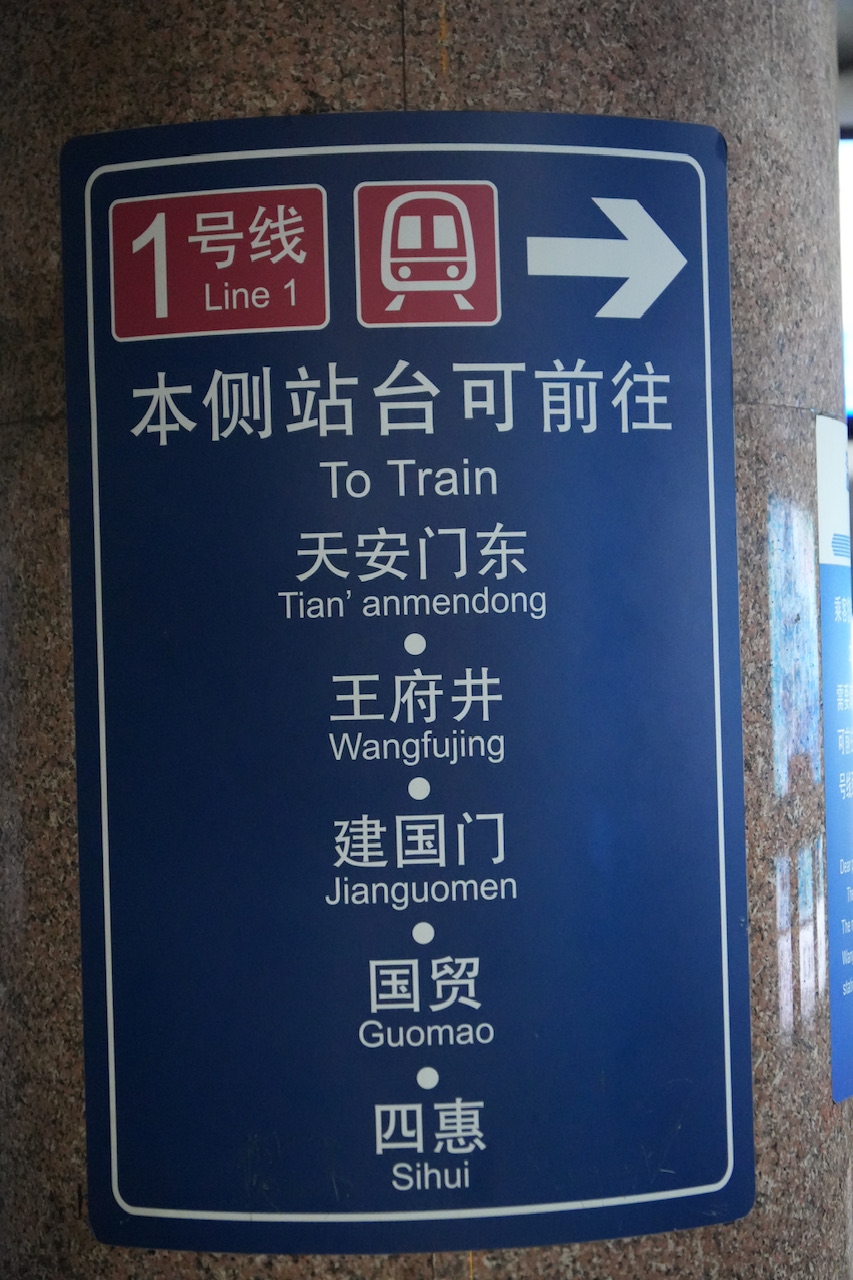 1号线
Line 1
本侧站台可前往
To Train
天安门东
Tian’ anmendong
王府井
Wangfujing
建国门
Jianguomen
国贸
Guomao
四惠
Sihui
Dear